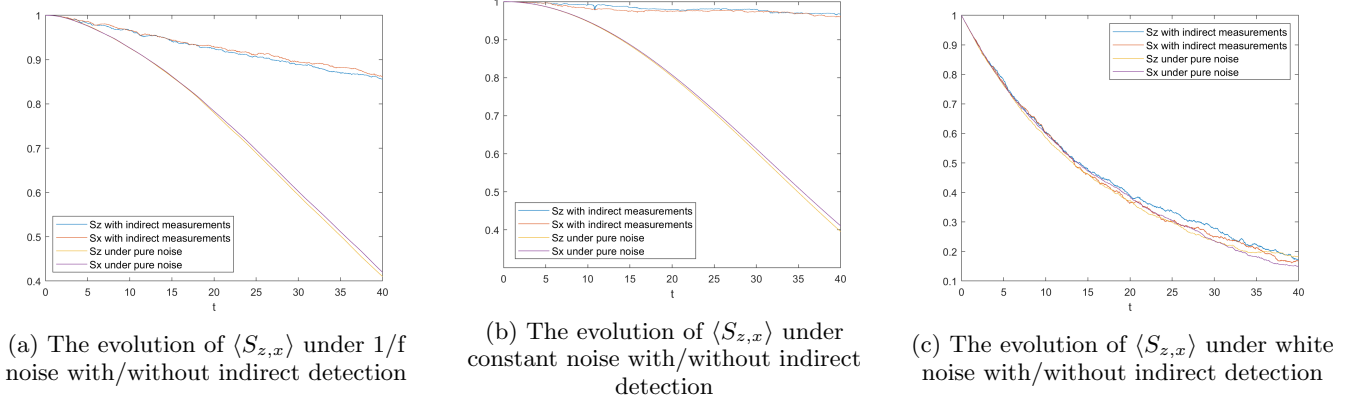 1
0.9
0.8
0.7
0.6
0.5
0.4
0 5 10 15 20 25 30 35 40
t
Sz with indirect measurements
Sx with indirect measurements
Sz under pure noise
Sx under pure noise
(a) The evolution of ⟨S_{z,x}⟩ under 1/f
noise with/without indirect detection
1
0.9
0.8
0.7
0.6
0.5
0.4
0 5 10 15 20 25 30 35 40
t
Sz with indirect measurements
Sx with indirect measurements
Sz under pure noise
Sx under pure noise
(b) The evolution of ⟨S_{z,x}⟩ under
constant noise with/without indirect
detection
1
0.9
0.8
0.7
0.6
0.5
0.4
0.3
0.2
0.1
0 5 10 15 20 25 30 35 40
t
Sz with indirect measurements
Sx with indirect measurements
Sz under pure noise
Sx under pure noise
(c) The evolution of ⟨S_{z,x}⟩ under white
noise with/without indirect detection